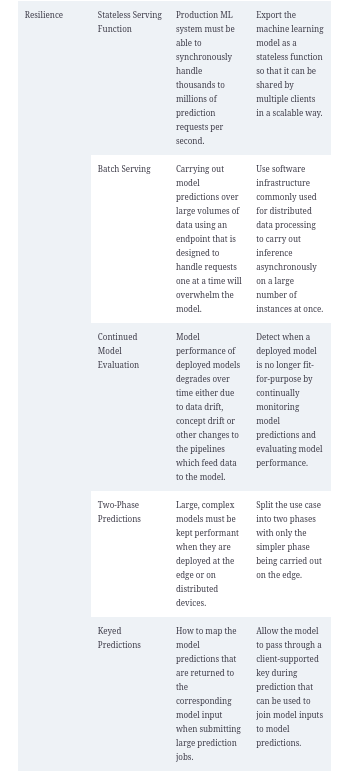 Resilience
Stateless Serving
Function
Production ML
system must be
able to
synchronously
handle
thousands to
millions of
prediction
requests per
second.
Export the
machine learning
model as a
stateless function
so that it can be
shared by
multiple clients
in a scalable way.
Batch Serving
Carrying out
model
predictions over
large volumes of
data using an
endpoint that is
designed to
handle requests
one at a time will
overwhelm the
model.
Use software
infrastructure
commonly used
for distributed
data processing
to carry out
inference
asynchronously
on a large
number of
instances at once.
Continued
Model
Evaluation
Model
performance of
deployed models
degrades over
time either due
to data drift,
concept drift or
other changes to
the pipelines
which feed data
to the model.
Detect when a
deployed model
is no longer fit-
for-purpose by
continually
monitoring
model
predictions and
evaluating model
performance.
Two-Phase
Predictions
Large, complex
models must be
kept performant
when they are
deployed at the
edge or on
distributed
devices.
Split the use case
into two phases
with only the
simpler phase
being carried out
on the edge.
Keyed
Predictions
How to map the
model
predictions that
are returned to
the
corresponding
model input
when submitting
large prediction
jobs.
Allow the model
to pass through a
client-supported
key during
prediction that
can be used to
join model inputs
to model
predictions.